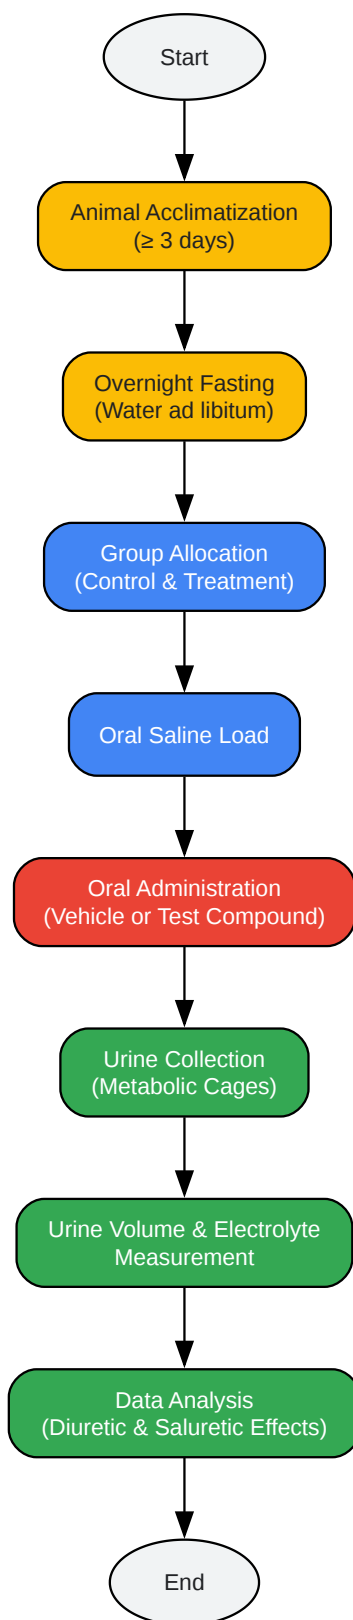 Start
Animal Acclimatization
(≥ 3 days)
Overnight Fasting
(Water ad libitum)
Group Allocation
(Control & Treatment)
Oral Saline Load
Oral Administration
(Vehicle or Test Compound)
Urine Collection
(Metabolic Cages)
Urine Volume & Electrolyte
Measurement
Data Analysis
(Diuretic & Saluretic Effects)
End